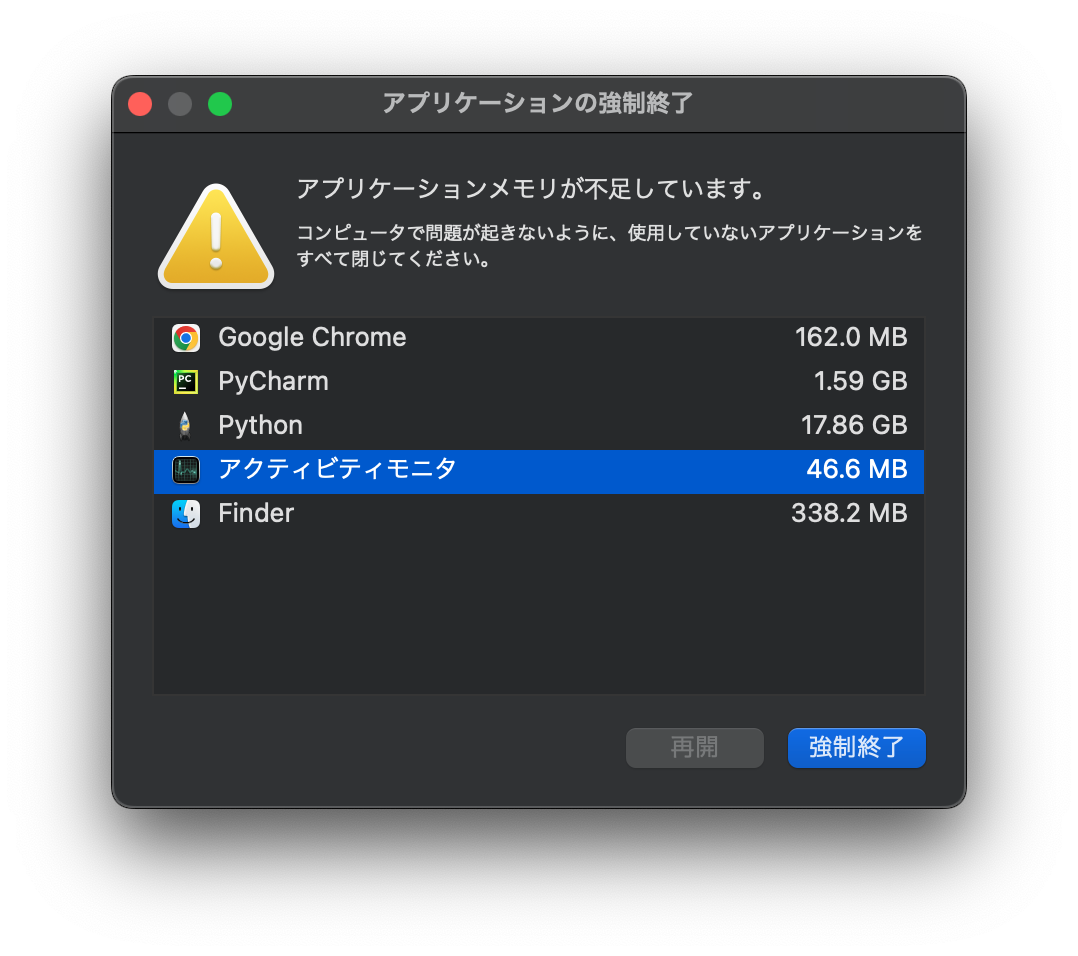 アプリケーションの強制終了
アプリケーションメモリが不足しています。
コンピュータで問題が起きないように、使用していないアプリケーションを
すべて閉じてください。
Google Chrome 162.0 MB
PC PyCharm 1.59 GB
Python 17.86 GB
アクティビティモニタ 46.6 MB
Finder 338.2 MB
再開 強制終了